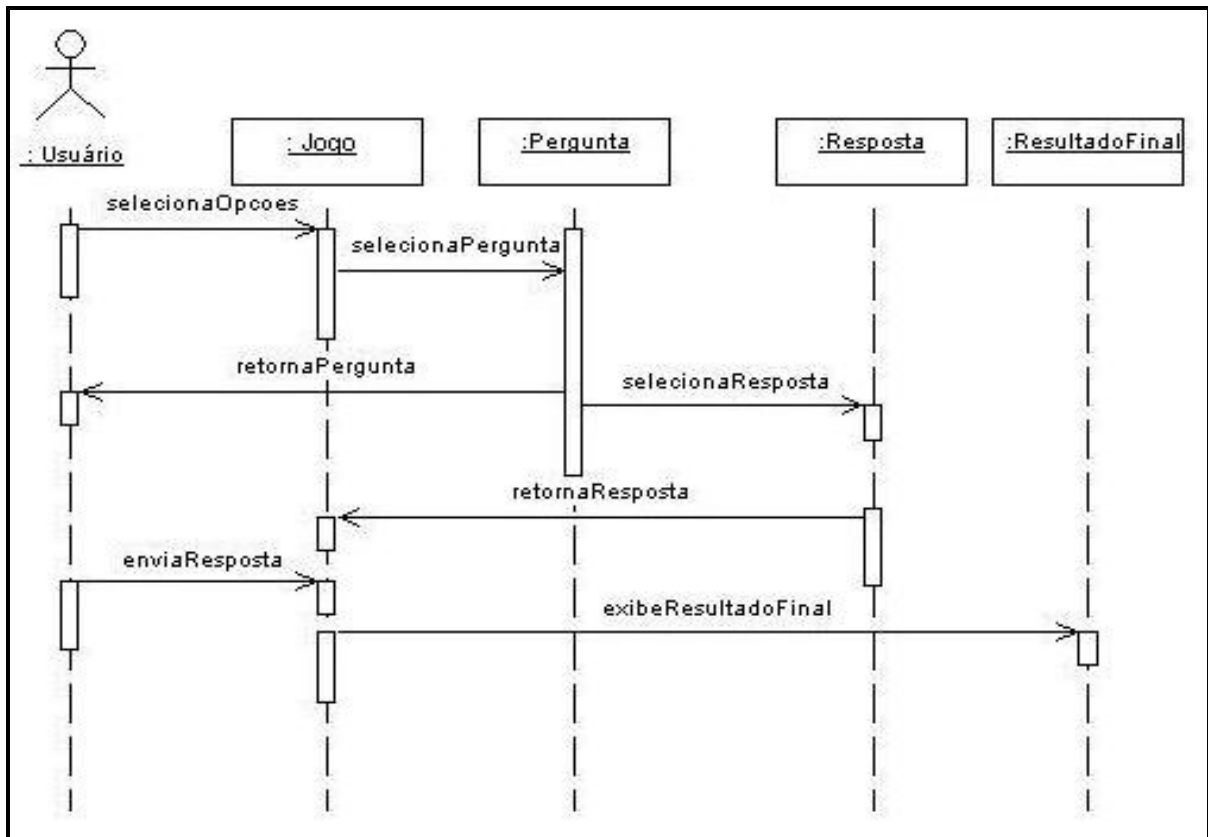 : Usuário
: Jogo
:Pergunta
:Resposta
:ResultadoFinal
selecionaOpcoes
selecionaPergunta
retornaPergunta
selecionaResposta
retornaResposta
enviaResposta
exibeResultadoFinal